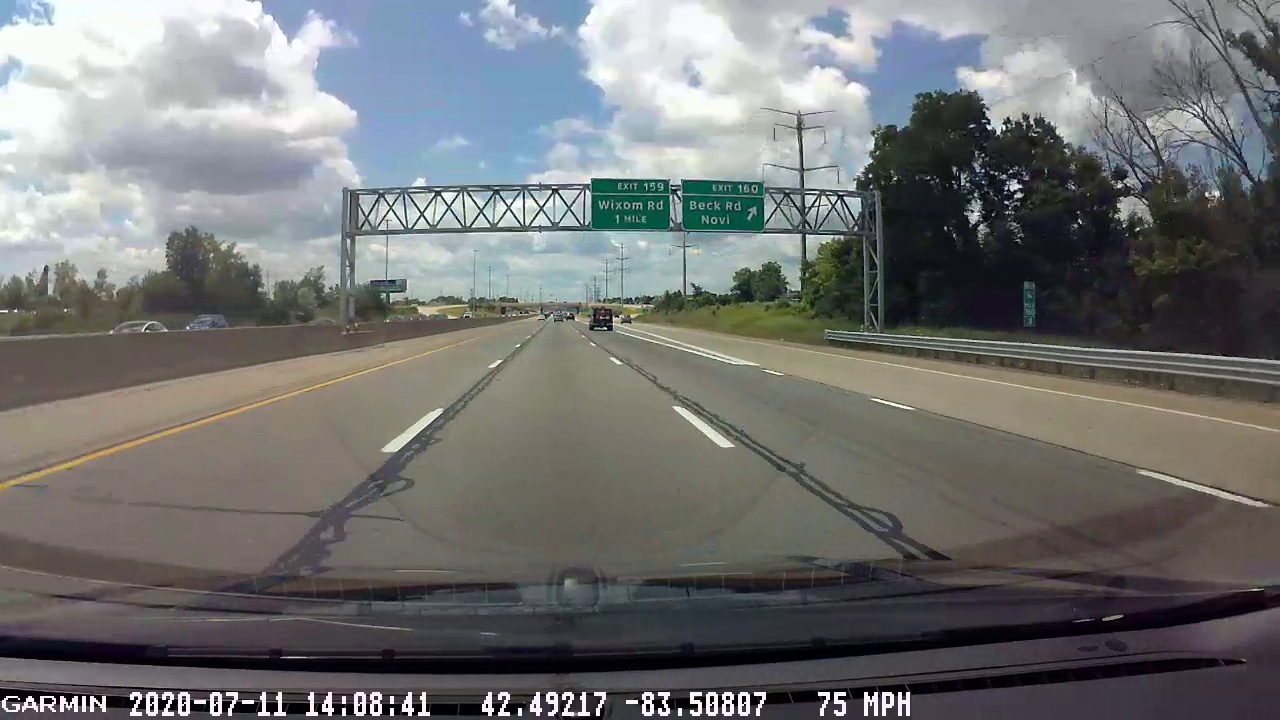 EXIT 159
Wixom Rd
1 MILE
EXIT 160
Beck Rd
Novi
GARMIN 2020-07-11 14:08:41 42.49217 -83.50807 75 MPH